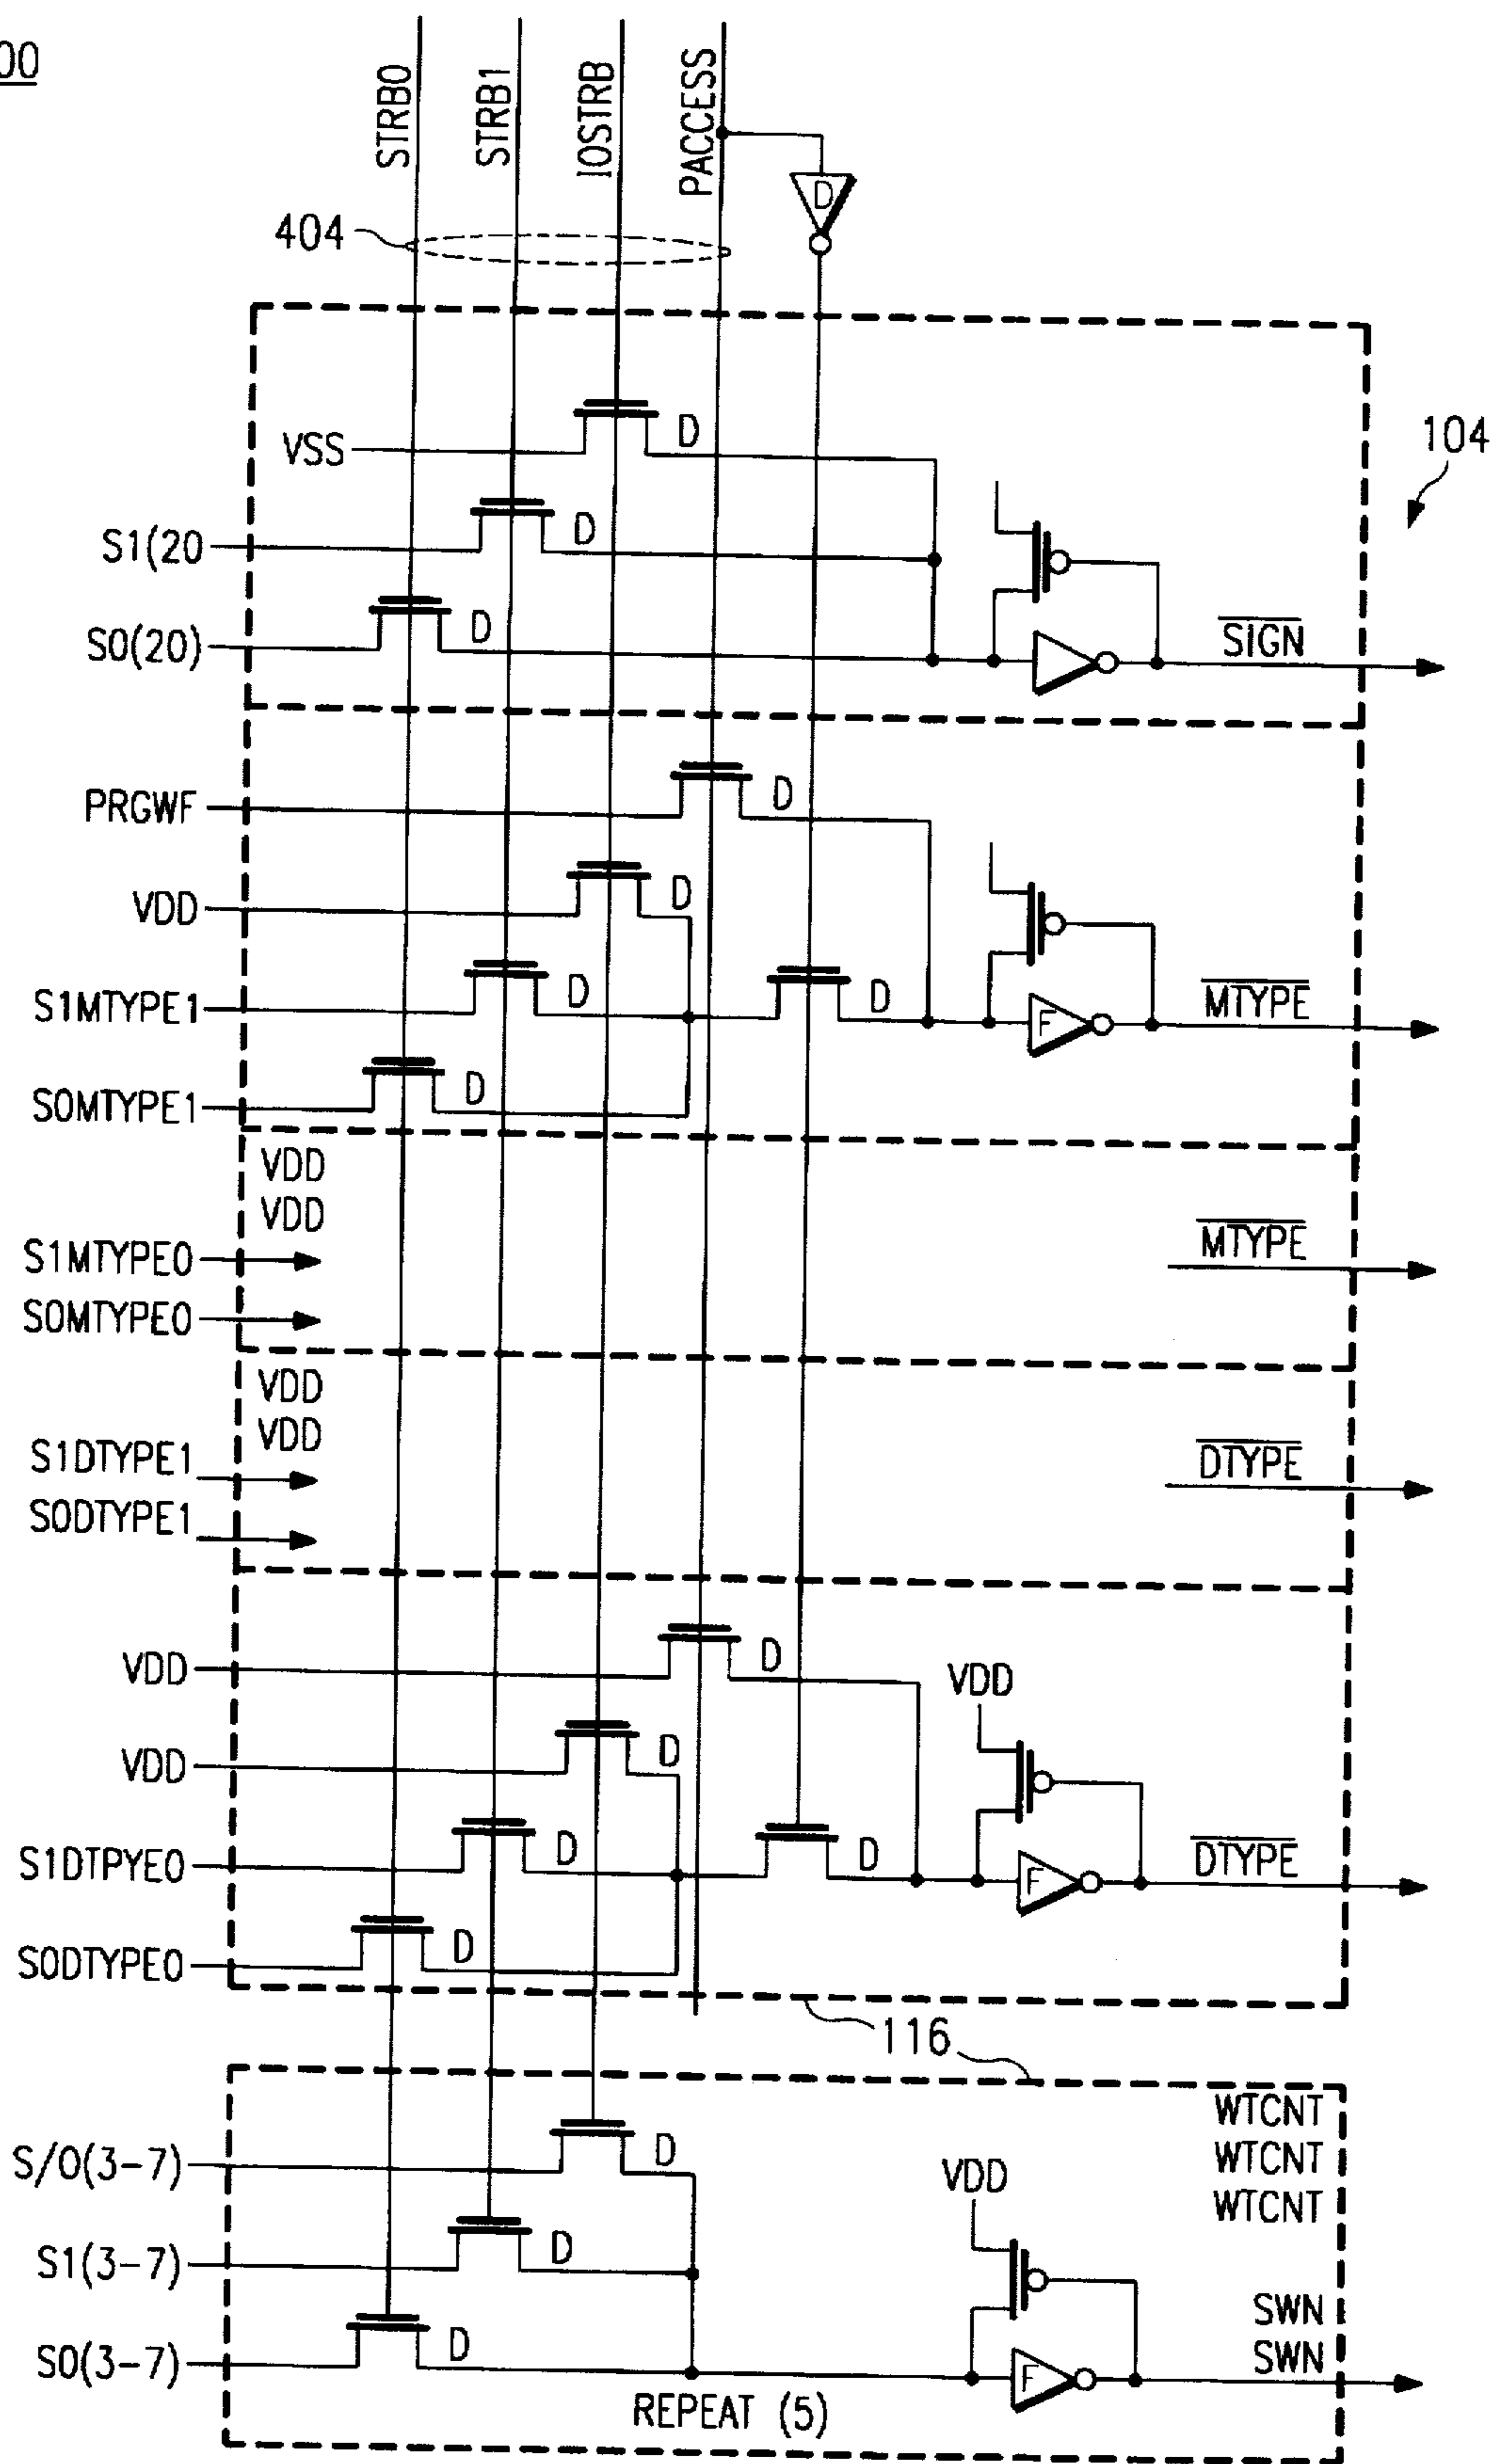 00
STRB0
STRB1
IOSTRB
PACCESS
D
404
104
VSS
D
S1(20
D
S0(20)
D
SIGN
PRGWF
D
VDD
D
S1MTYPE1
D
D
F
MTYPE
S0MTYPE1
D
VDD
VDD
S1MTYPE0
MTYPE
S0MTYPE0
VDD
VDD
S1DTYPE1
DTYPE
S0DTYPE1
VDD
D
VDD
VDD
D
S1DTPYE0
D
D
F
DTYPE
S0DTYPE0
D
116
WTCNT
S/0(3-7)
D
WTCNT
VDD
WTCNT
S1(3-7)
D
SWN
S0(3-7)
D
F
SWN
REPEAT (5)